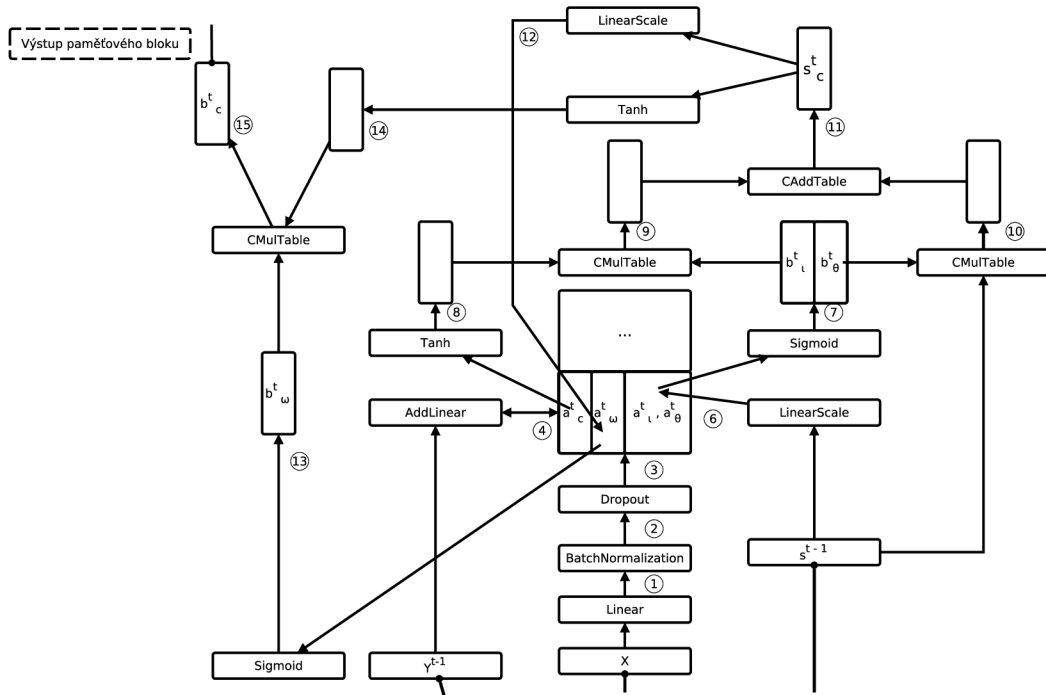 LinearScale
⑫
Výstup paměťového bloku
b^t_c
⑮
⑭
Tanh
s^t_c
⑪
CAddTable
CMulTable
⑨
⑩
CMulTable
b^t_ι
b^t_θ
CMulTable
⑧
⑦
...
Tanh
Sigmoid
b^t_ω
AddLinear
④
a^t_c
a^t_ω
a^t_ι, a^t_θ
⑥
LinearScale
⑬
③
Dropout
②
BatchNormalization
s^t-1
①
Linear
Sigmoid
Y^t-1
X